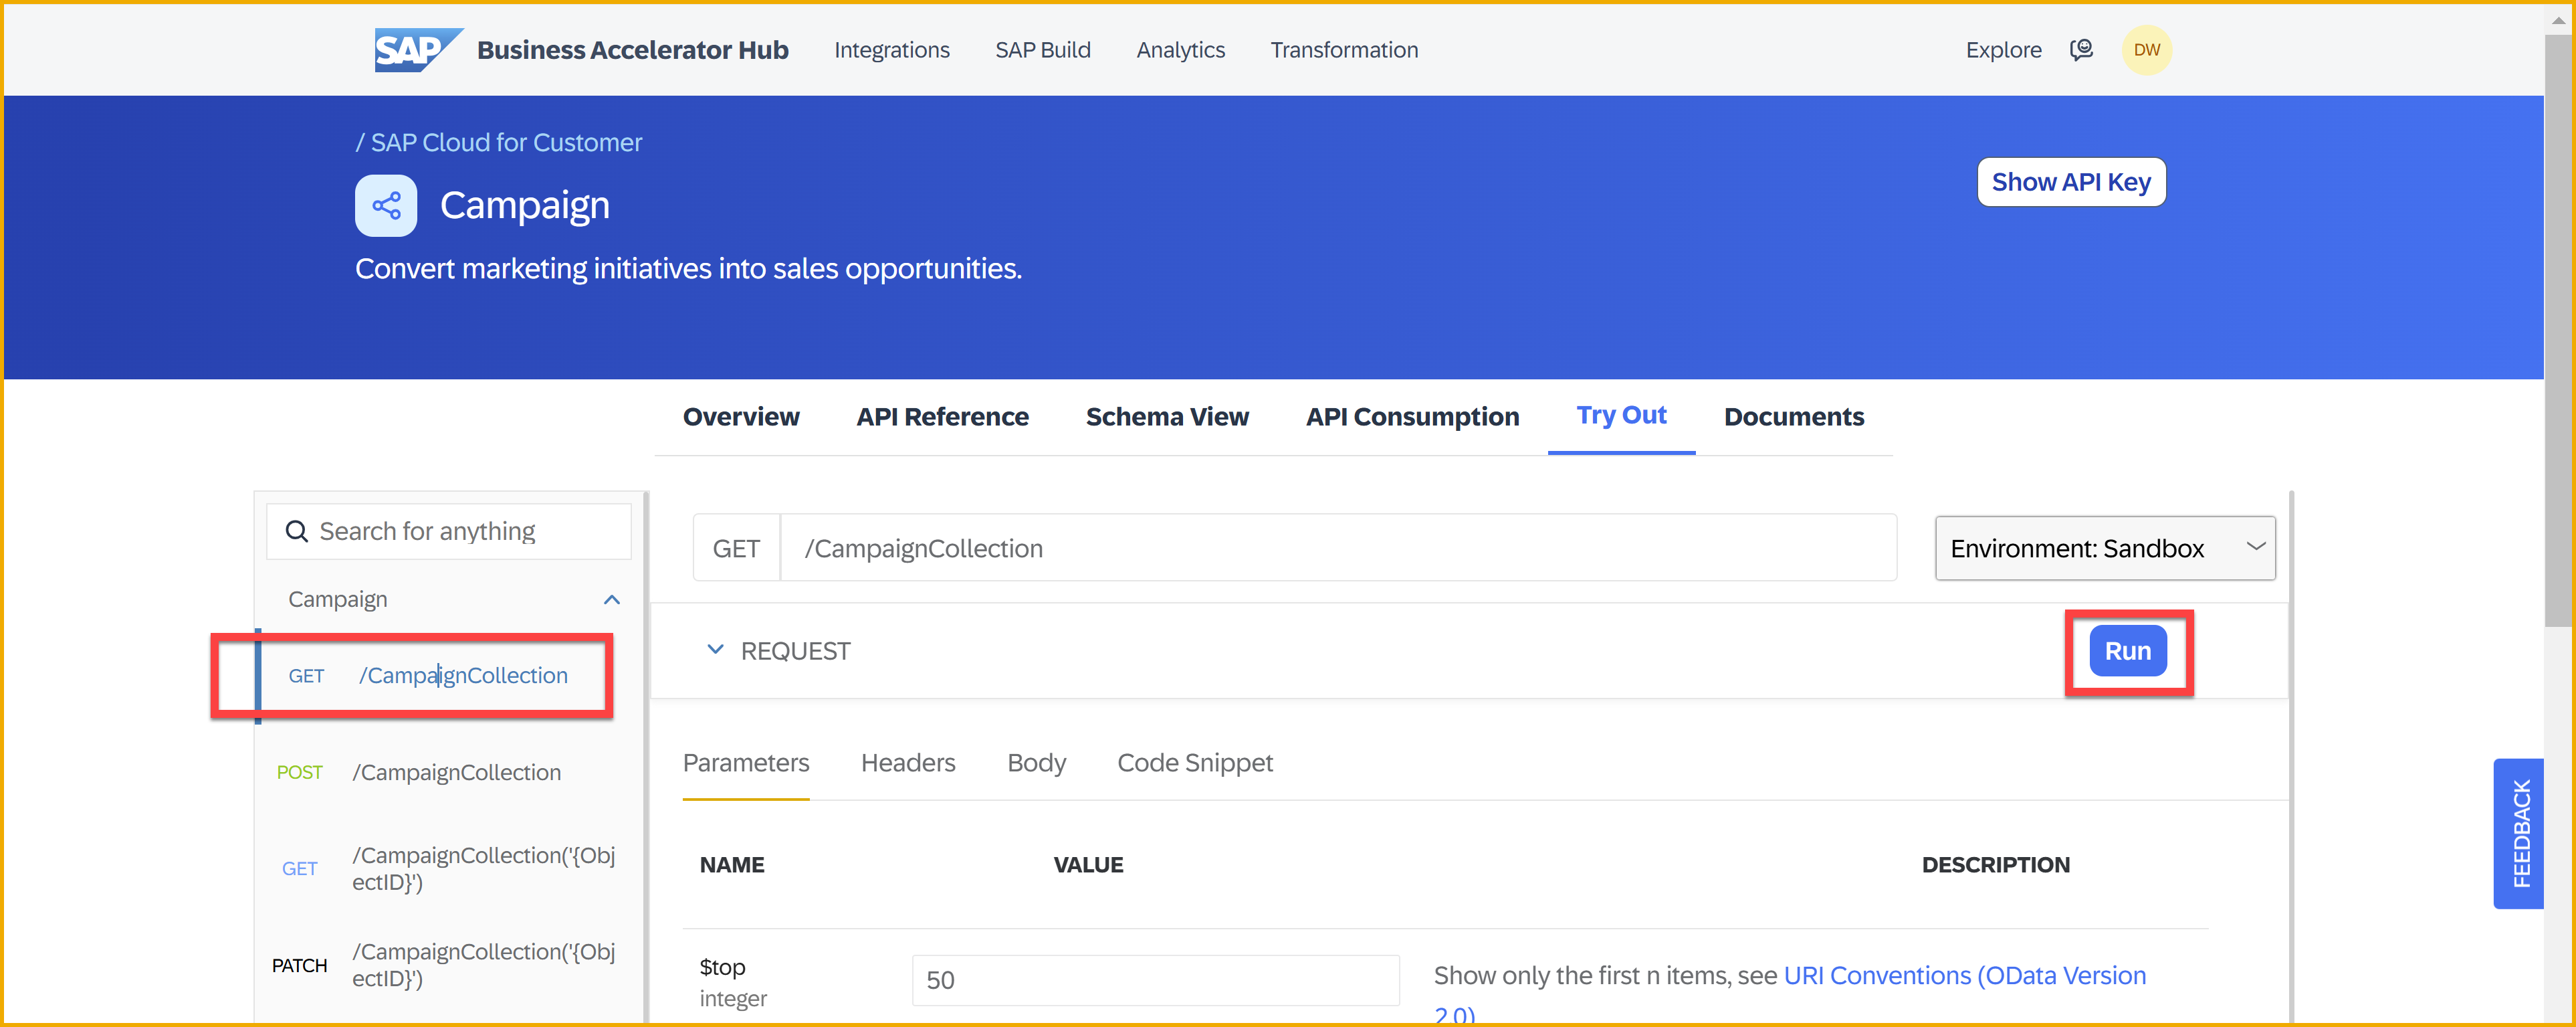 SAP Business Accelerator Hub Integrations SAP Build Analytics Transformation Explore DW
/ SAP Cloud for Customer
Campaign
Show API Key
Convert marketing initiatives into sales opportunities.
Overview API Reference Schema View API Consumption Try Out Documents
Search for anything
GET /CampaignCollection
Environment: Sandbox
Campaign
REQUEST
Run
GET /CampaignCollection
POST /CampaignCollection
GET /CampaignCollection('{Obj
ectID}')
PATCH /CampaignCollection('{Obj
ectID}')
Parameters Headers Body Code Snippet
NAME VALUE DESCRIPTION
$top
integer
50
Show only the first n items, see URI Conventions (OData Version
2.0)
FEEDBACK